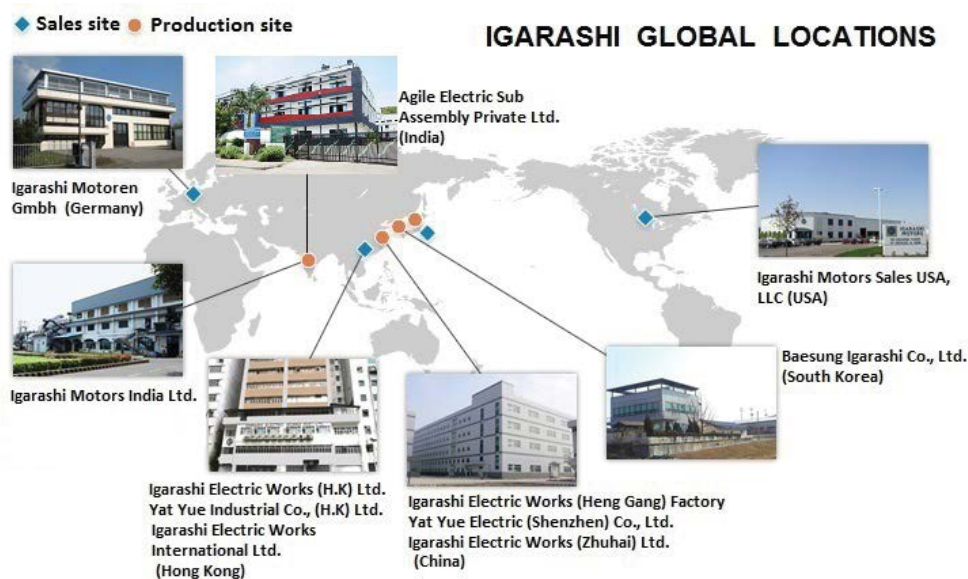 Sales site
Production site
IGARASHI GLOBAL LOCATIONS
Agile Electric Sub
Assembly Private Ltd.
(India)
Igarashi Motoren
Gmbh (Germany)
IGARASHI
MOTORS
Igarashi Motors Sales USA,
LLC (USA)
Igarashi Motors India Ltd.
Baesung Igarashi Co., Ltd.
(South Korea)
Igarashi Electric Works (H.K) Ltd.
Yat Yue Industrial Co., (H.K) Ltd.
Igarashi Electric Works
International Ltd.
(Hong Kong)
Igarashi Electric Works (Heng Gang) Factory
Yat Yue Electric (Shenzhen) Co., Ltd.
Igarashi Electric Works (Zhuhai) Ltd.
(China)